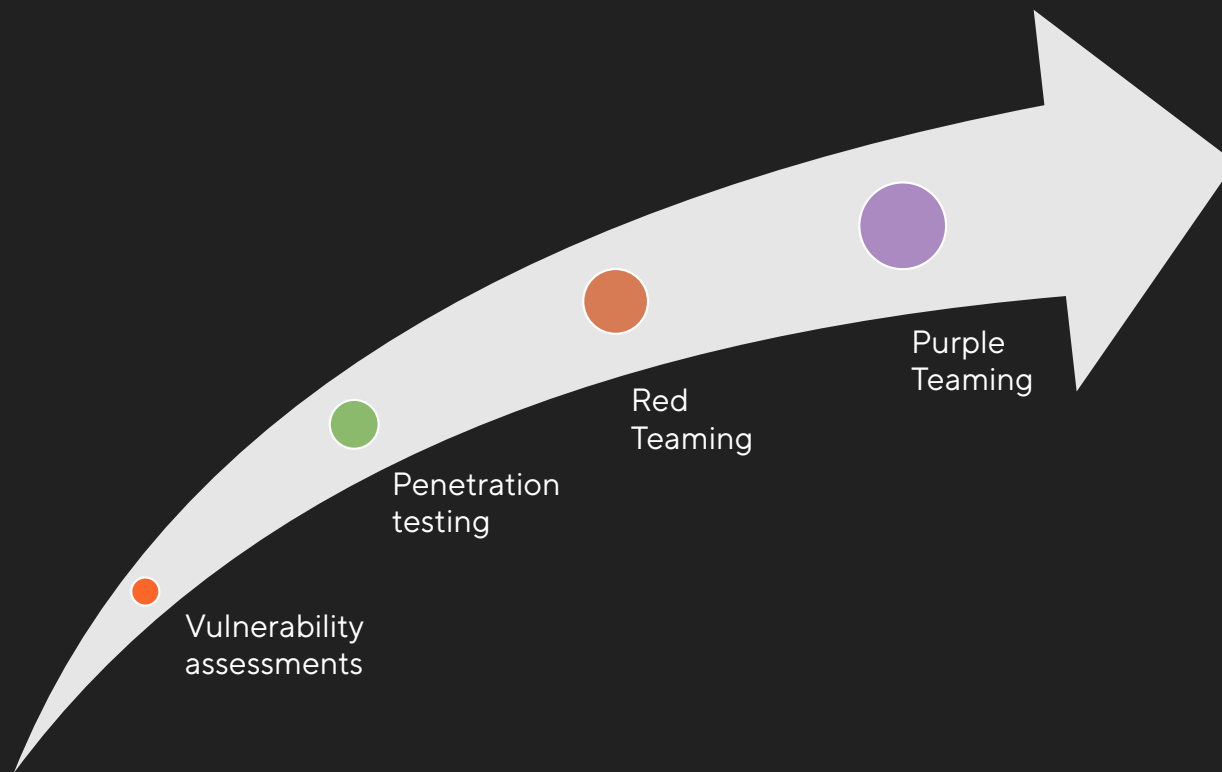 Purple
Teaming
Red
Teaming
Penetration
testing
Vulnerability
assessments